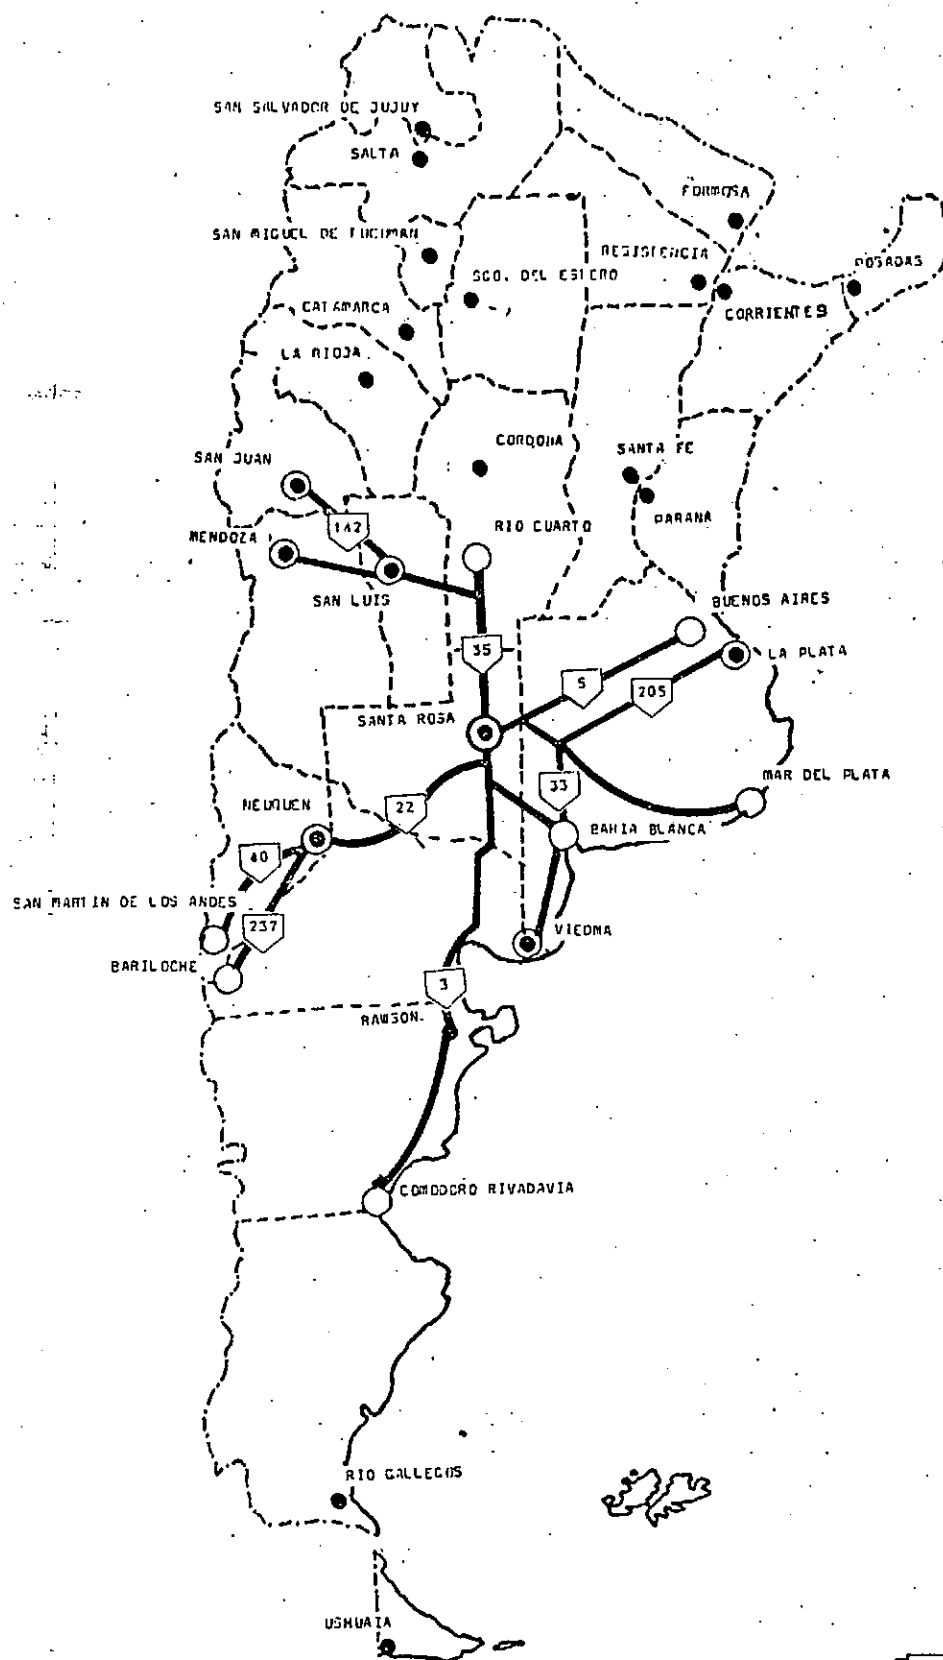 SAN SALVADOR DE JUJUY
SALTA
FORMOSA
SAN MIGUEL DE TUCUMAN
RESISTENCIA
POSADAS
SGO. DEL ESTERO
CATAMARCA
CORRIENTES
LA RIOJA
CORDOBA
SANTA FE
SAN JUAN
PARANA
142
RIO CUARTO
MENDOZA
SAN LUIS
BUENOS AIRES
35
LA PLATA
5
205
SANTA ROSA
MAR DEL PLATA
33
NEUQUEN
22
BAHIA BLANCA
40
SAN MARTIN DE LOS ANDES
237
VIEDMA
BARILOCHE
3
RAWSON.
COMODORO RIVADAVIA
RIO GALLEGOS
USHUAIA